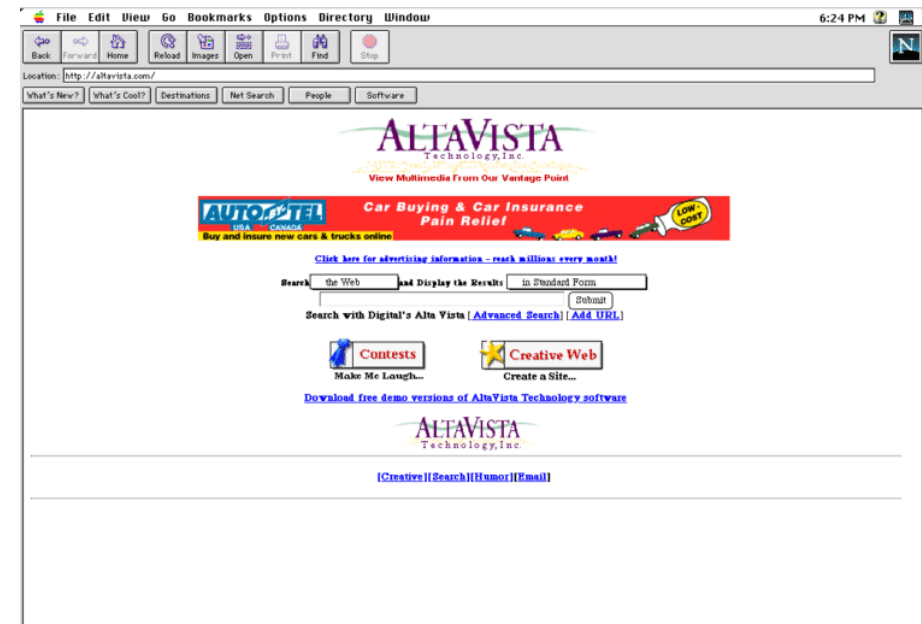 File Edit View Go Bookmarks Options Directory Window 6:24 PM
Back Forward Home Reload Images Open Print Find Stop
N
Location: http://altavista.com/
What's New? What's Cool? Destinations Net Search People Software
ALTAVISTA
Technology, Inc.
View Multimedia From Our Vantage Point
AUTO-BY-TEL
USA CANADA
Buy and insure new cars & trucks online
Car Buying & Car Insurance
Pain Relief
LOW-
COST
Click here for advertising information - reach millions every month!
Search the Web and Display the Results in Standard Form
Submit
Search with Digital's Alta Vista [Advanced Search] [Add URL]
Contests Creative Web
Make Me Laugh... Create a Site...
Download free demo versions of AltaVista Technology software
ALTAVISTA
Technology, Inc.
[Creative][Search][Humor][Email]